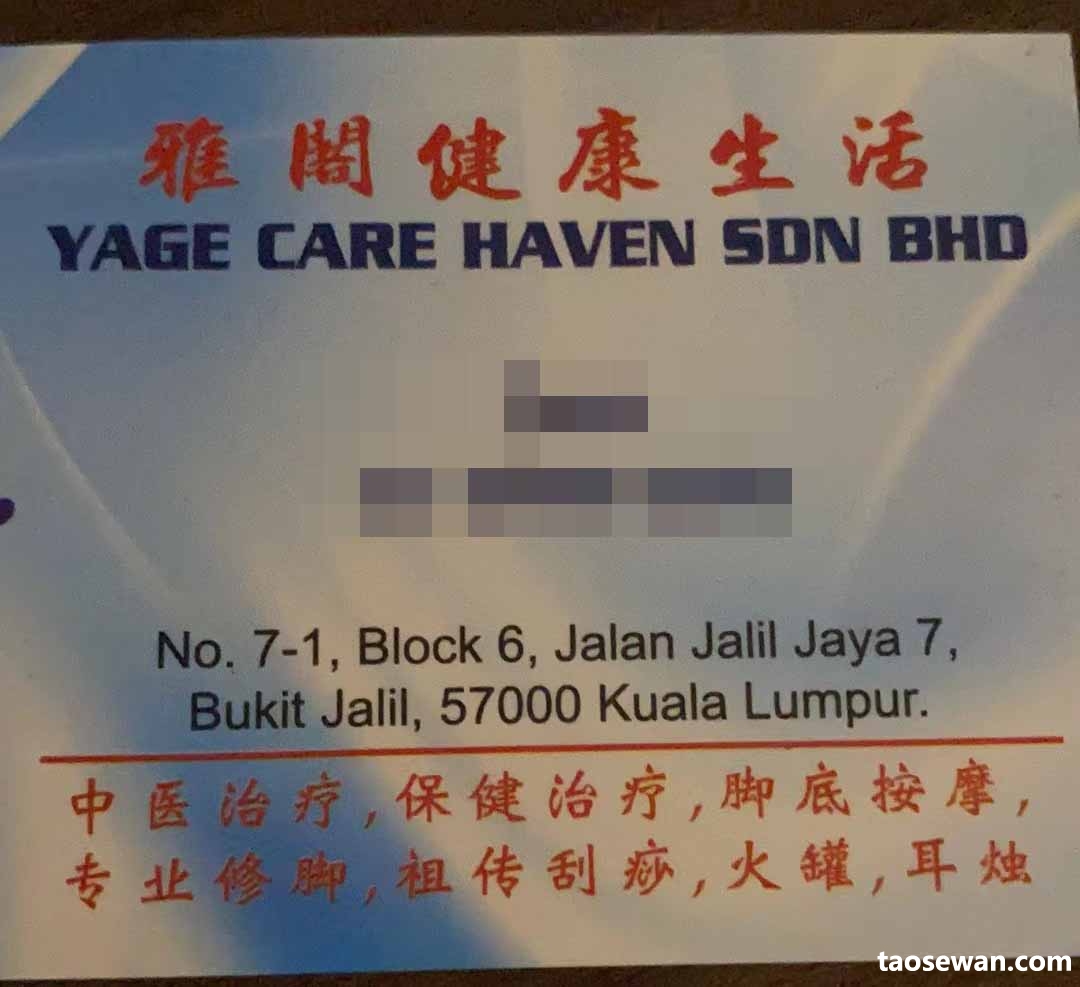 雅閣健康生活
YAGE CARE HAVEN SDN BHD
No. 7-1, Block 6, Jalan Jalil Jaya 7,
Bukit Jalil, 57000 Kuala Lumpur.
中医治疗,保健治疗,脚底按摩,
专业修脚,祖传刮痧,火罐,耳烛
taosewan.com